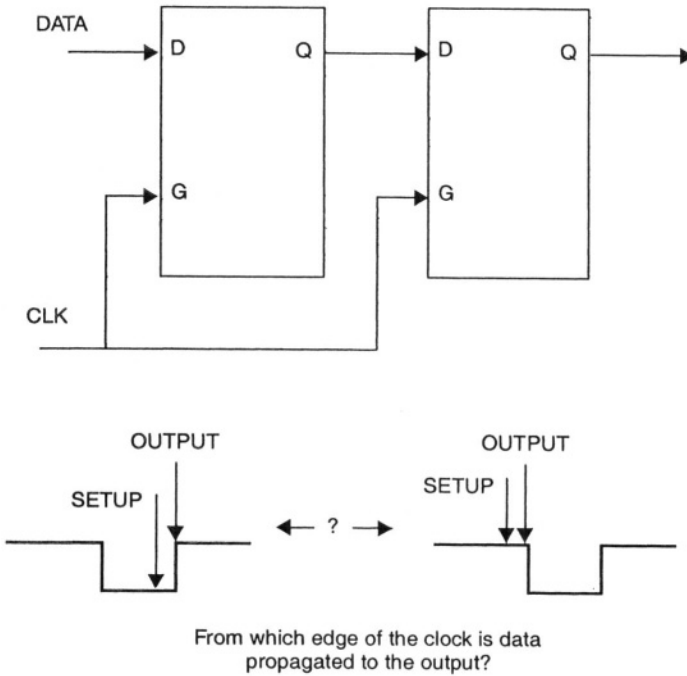 DATA
D Q D Q
G G
CLK
OUTPUT OUTPUT
SETUP SETUP
?
From which edge of the clock is data
propagated to the output?